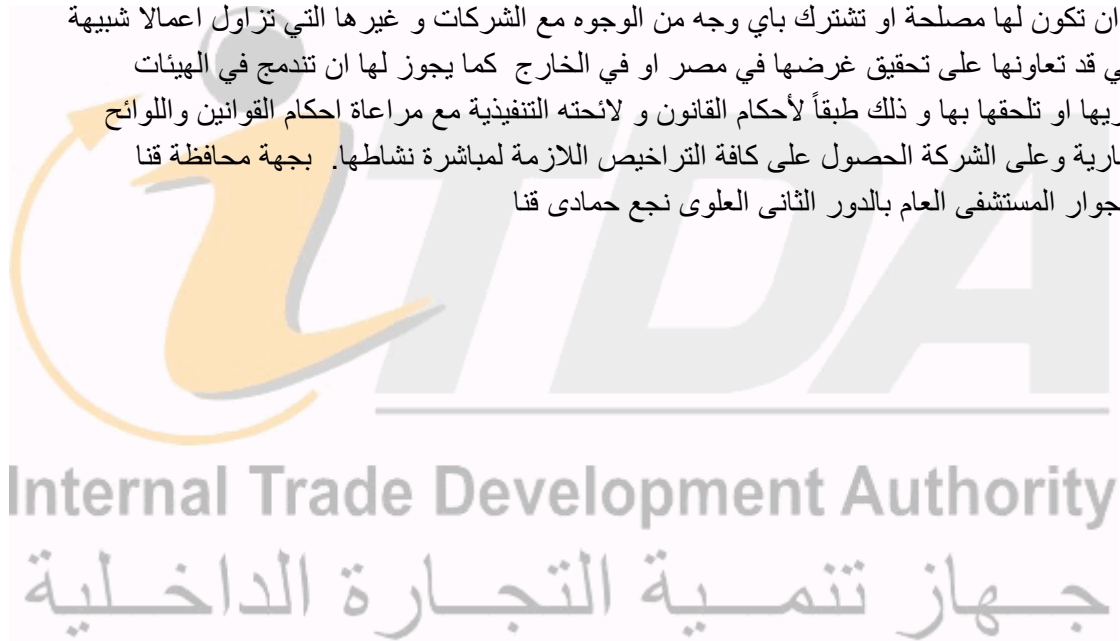 ان تكون لها مصلحة او تشترك باي وجه من الوجوه مع الشركات و غيرها التي تزاول اعمالا شبيهة
قد تعاونها على تحقيق غرضها في مصر او في الخارج كما يجوز لها ان تندمج في الهيئات
او تلحقها بها و ذلك طبقاً لأحكام القانون و لائحته التنفيذية مع مراعاة احكام القوانين واللوائح
وعلى الشركة الحصول على كافة التراخيص اللازمة لمباشرة نشاطها. بجهة محافظة قنا
المستشفى العام بالدور الثانى العلوى نجع حمادى قنا
iTDA
Internal Trade Development Authority
جهاز تنمية التجارة الداخلية